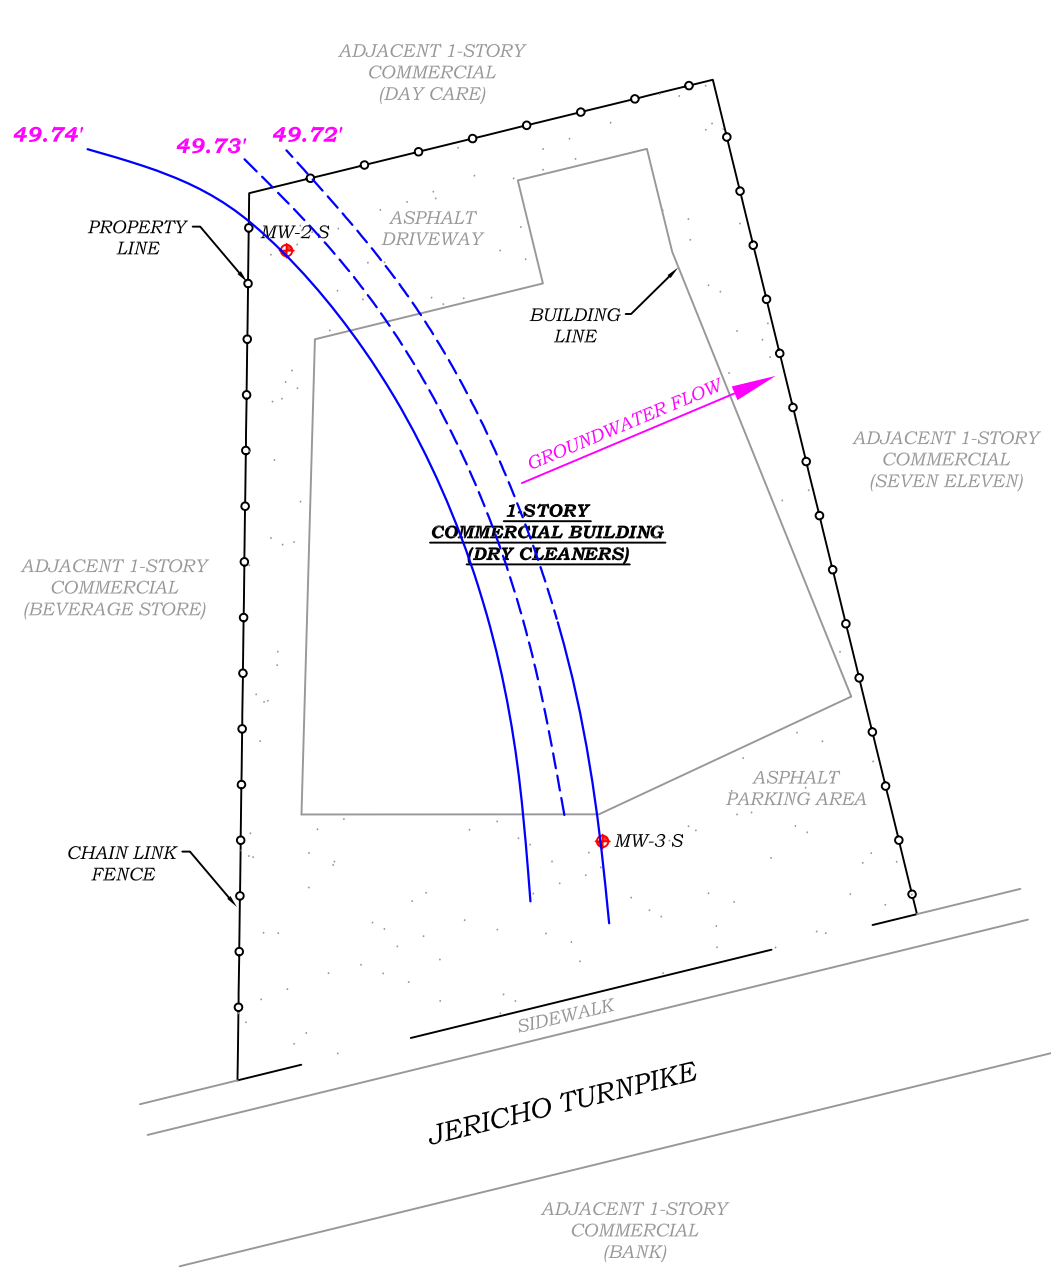 ADJACENT 1-STORY
COMMERCIAL
(DAY CARE)
49.74'
49.73'
49.72'
PROPERTY
LINE
MW-2 S
ASPHALT
DRIVEWAY
BUILDING
LINE
GROUNDWATER FLOW
ADJACENT 1-STORY
COMMERCIAL
(SEVEN ELEVEN)
1-STORY
COMMERCIAL BUILDING
(DRY CLEANERS)
ADJACENT 1-STORY
COMMERCIAL
(BEVERAGE STORE)
ASPHALT
PARKING AREA
MW-3 S
CHAIN LINK
FENCE
SIDEWALK
JERICHO TURNPIKE
ADJACENT 1-STORY
COMMERCIAL
(BANK)